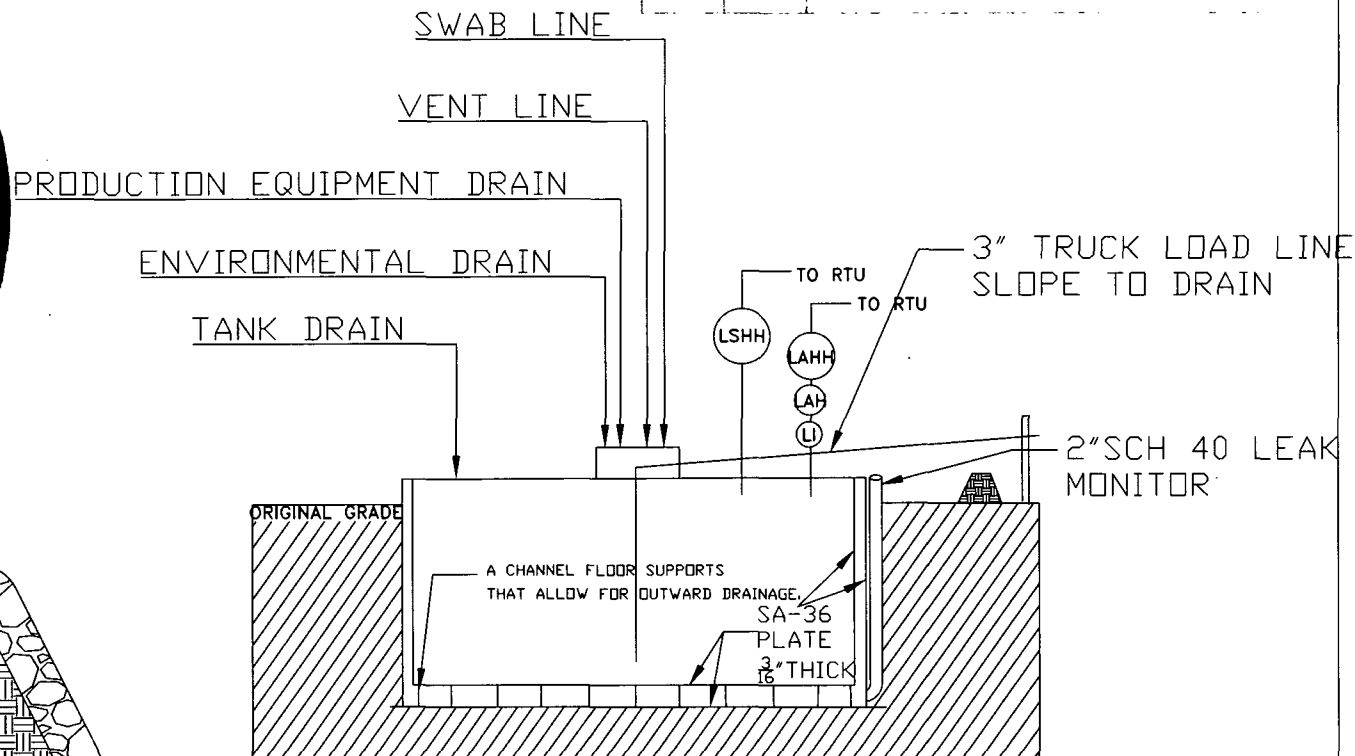 SWAB LINE
VENT LINE
PRODUCTION EQUIPMENT DRAIN
ENVIRONMENTAL DRAIN
3" TRUCK LOAD LINE
SLOPE TO DRAIN
TO RTU
TO RTU
TANK DRAIN
LSHH
LAHH
LAH
LI
2"SCH 40 LEAK
MONITOR
ORIGINAL GRADE
A CHANNEL FLOOR SUPPORTS
THAT ALLOW FOR OUTWARD DRAINAGE.
SA-36
PLATE
3/16"THICK